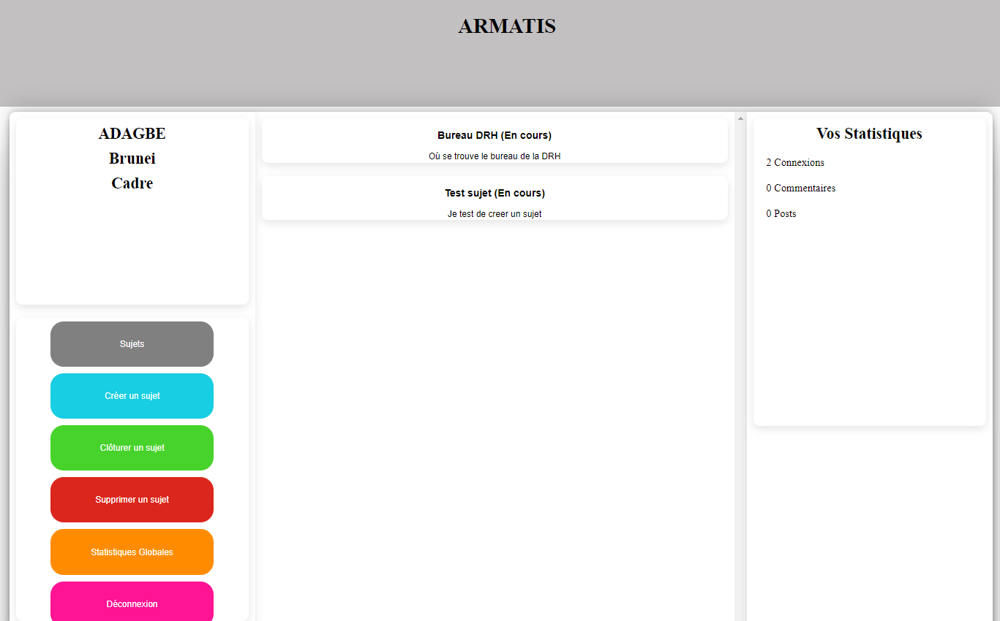 ARMATIS
ADAGBE
Brunei
Cadre
Sujets
Créer un sujet
Clôturer un sujet
Supprimer un sujet
Statistiques Globales
Déconnexion
Bureau DRH (En cours)
Où se trouve le bureau de la DRH
Test sujet (En cours)
Je test de creer un sujet
Vos Statistiques
2 Connexions
0 Commentaires
0 Posts